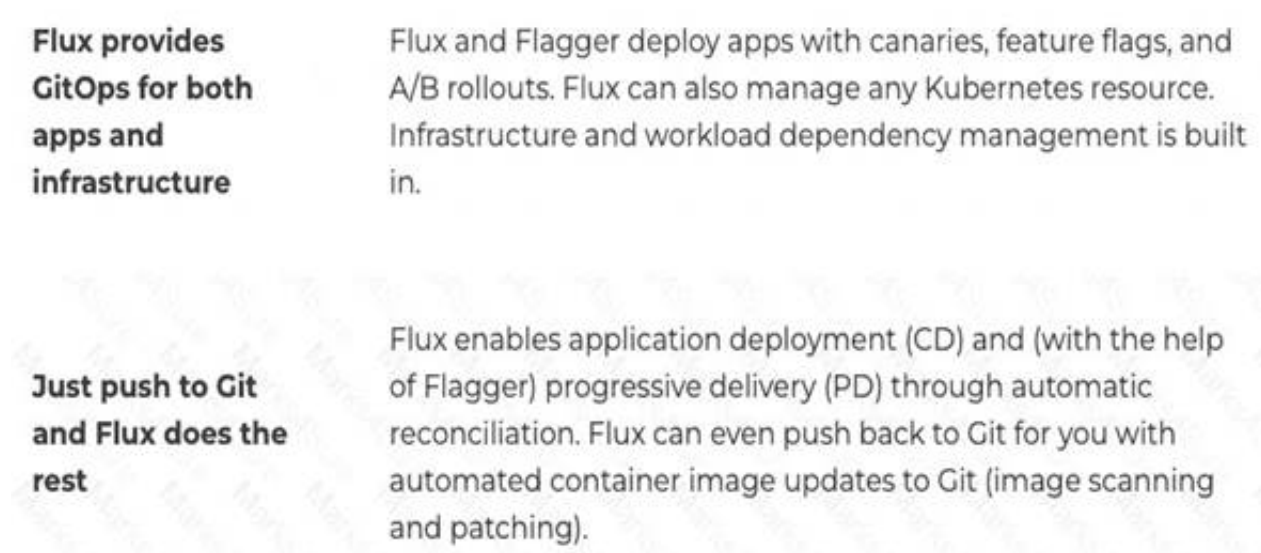 Flux provides
GitOps for both
apps and
infrastructure
Flux and Flagger deploy apps with canaries, feature flags, and
A/B rollouts. Flux can also manage any Kubernetes resource.
Infrastructure and workload dependency management is built
in.
Just push to Git
and Flux does the
rest
Flux enables application deployment (CD) and (with the help
of Flagger) progressive delivery (PD) through automatic
reconciliation. Flux can even push back to Git for you with
automated container image updates to Git (image scanning
and patching).